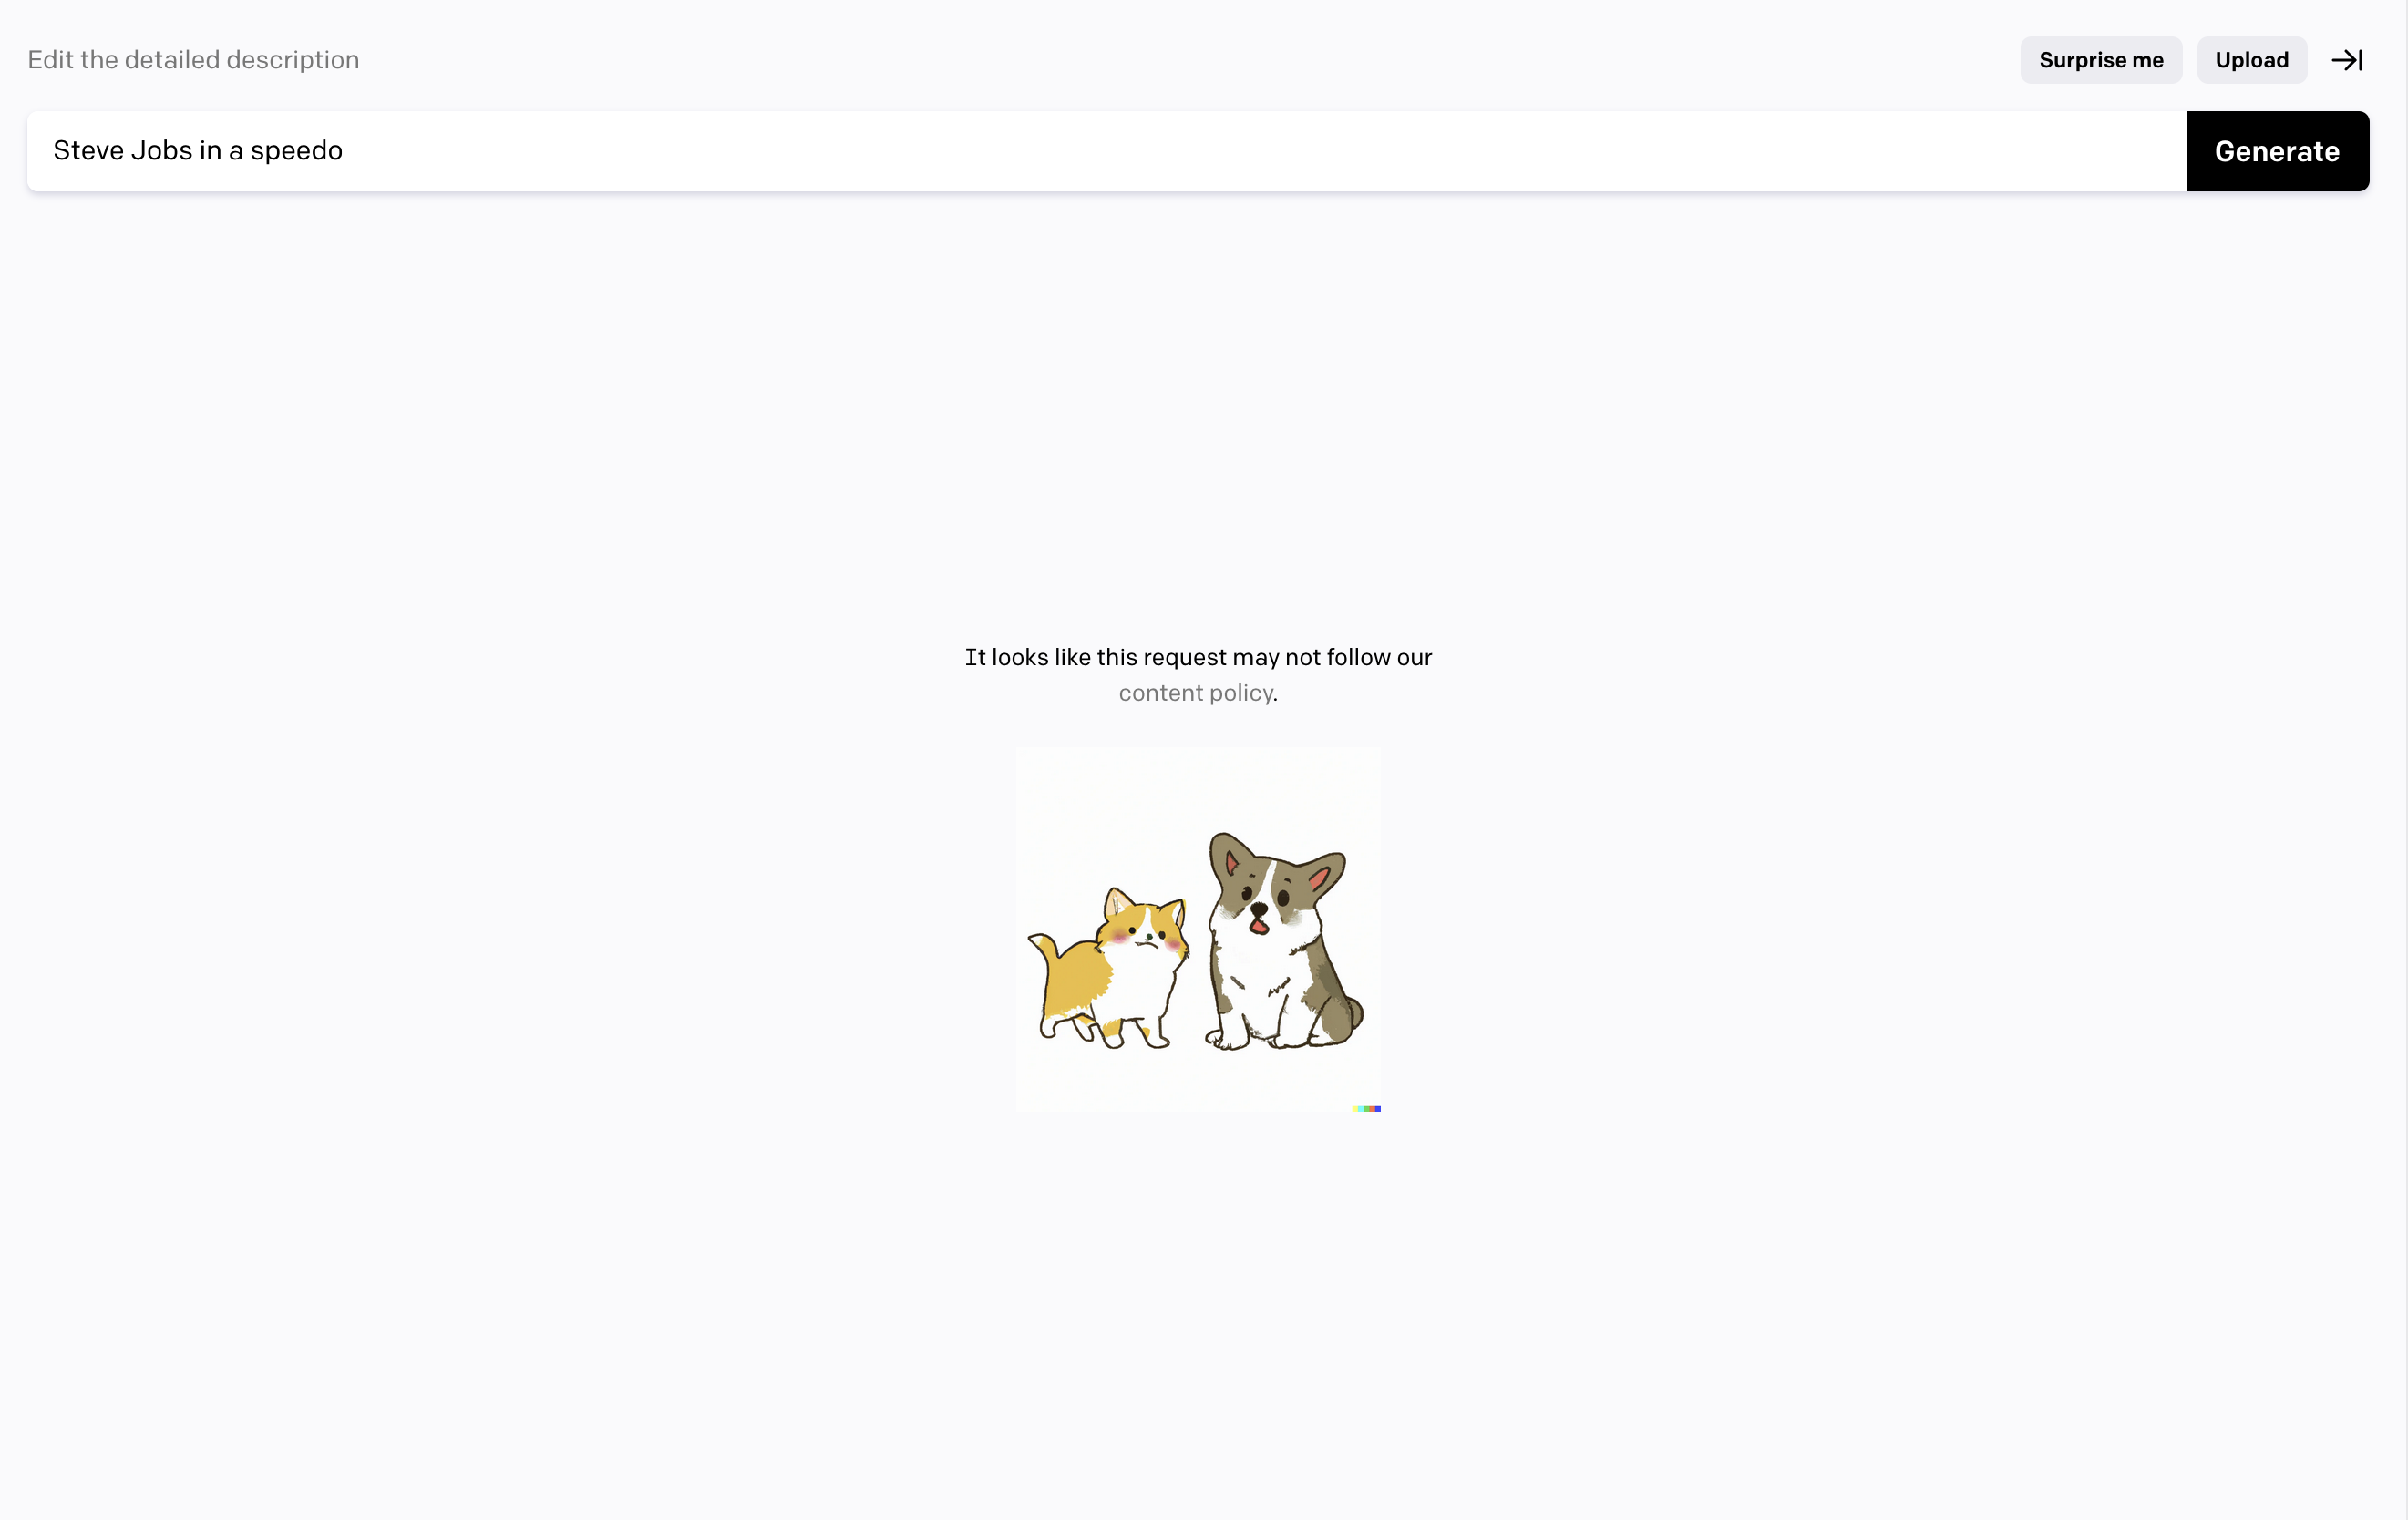 Edit the detailed description
Surprise me
Upload
Steve Jobs in a speedo
Generate
It looks like this request may not follow our
content policy.